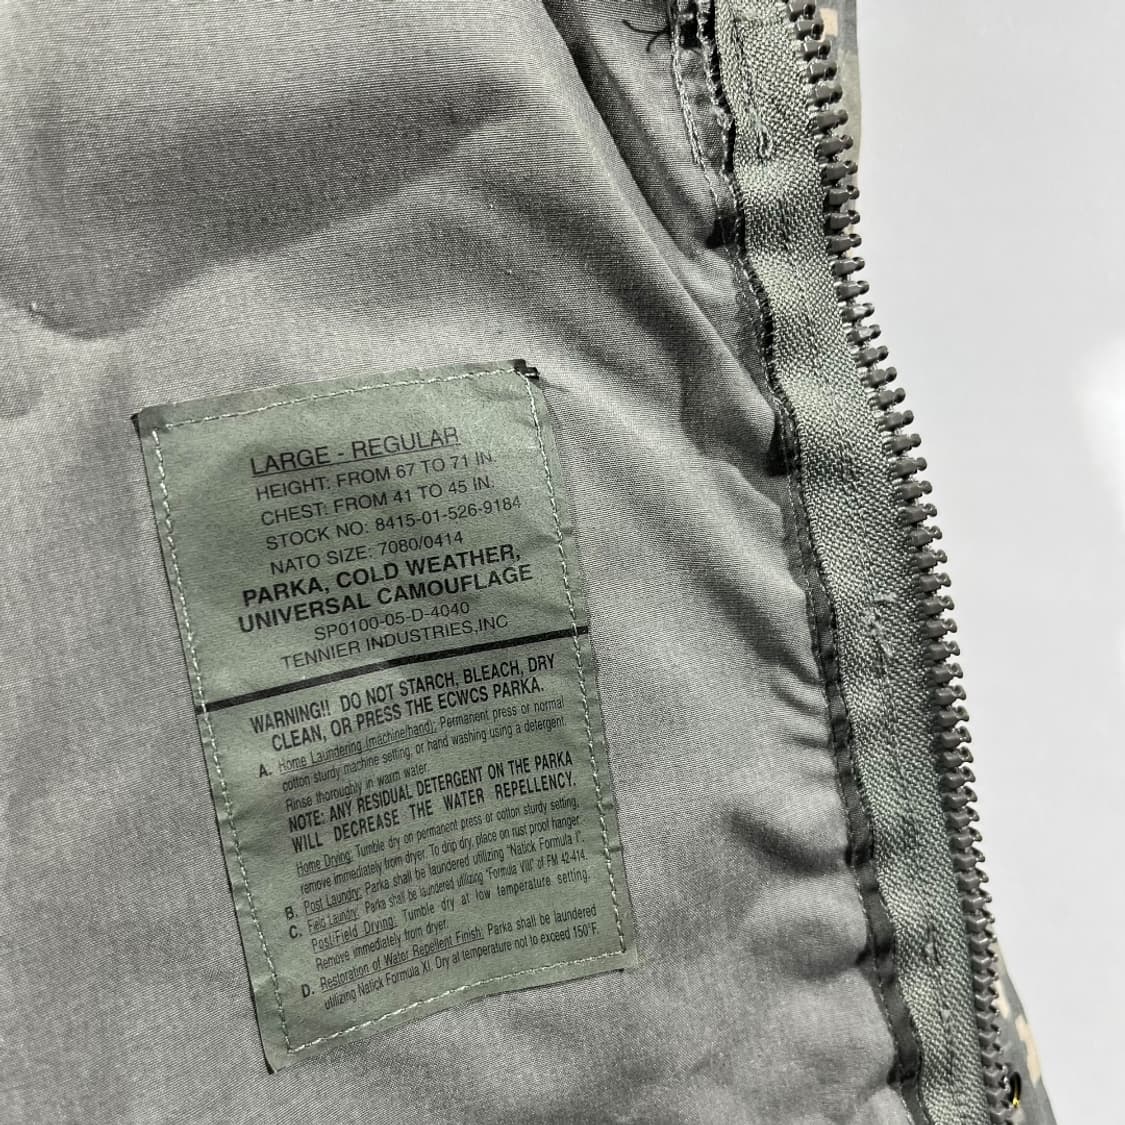 LARGE - REGULAR
HEIGHT: FROM 67 TO 71 IN.
CHEST: FROM 41 TO 45 IN.
STOCK NO: 8415-01-526-9184
NATO SIZE: 7080/0414
PARKA, COLD WEATHER,
UNIVERSAL CAMOUFLAGE
SP0100-05-D-4040
TENNIER INDUSTRIES,INC
WARNING!! DO NOT STARCH, BLEACH, DRY
CLEAN, OR PRESS THE ECWCS PARKA.
A. Home Laundering (machine/hand): Permanent press or normal
cotton sturdy machine setting, or hand washing using a detergent.
Rinse thoroughly in warm water.
NOTE: ANY RESIDUAL DETERGENT ON THE PARKA
WILL DECREASE THE WATER REPELLENCY.
Home Drying: Tumble dry on permanent press or cotton sturdy setting,
remove immediately from dryer. To drip dry, place on rust proof hanger.
B. Post Laundry: Parka shall be laundered utilizing "Natick Formula I".
C. Field Laundry: Parka shall be laundered utilizing "Formula VIII" of FM 42-414.
Post/Field Drying: Tumble dry at low temperature setting.
Remove immediately from dryer.
D. Restoration of Water Repellent Finish: Parka shall be laundered
utilizing Natick Formula XI. Dry at temperature not to exceed 150°F.